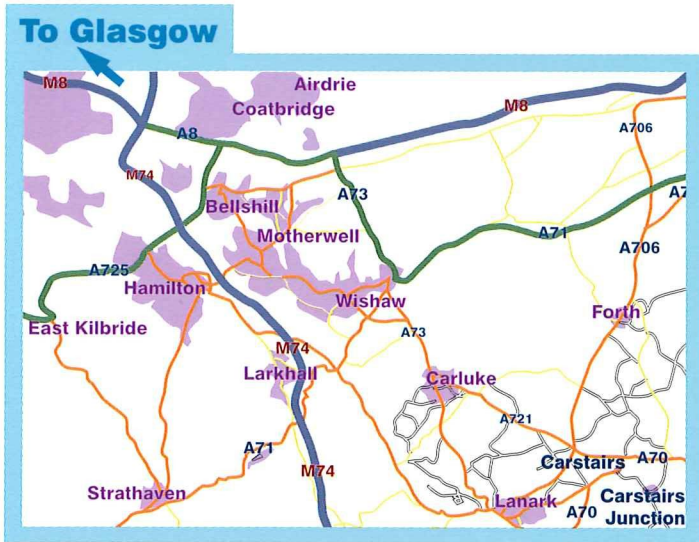 To Glasgow
M8
Airdrie
Coatbridge
M8
A706
A8
M74
A73
A7
Bellshill
A71
A706
Motherwell
A725
Hamilton
Wishaw
Forth
East Kilbride
A73
M74
Larkhall
Carluke
A721
A71
Carstairs
A70
M74
Strathaven
Lanark
Carstairs
Junction
A70